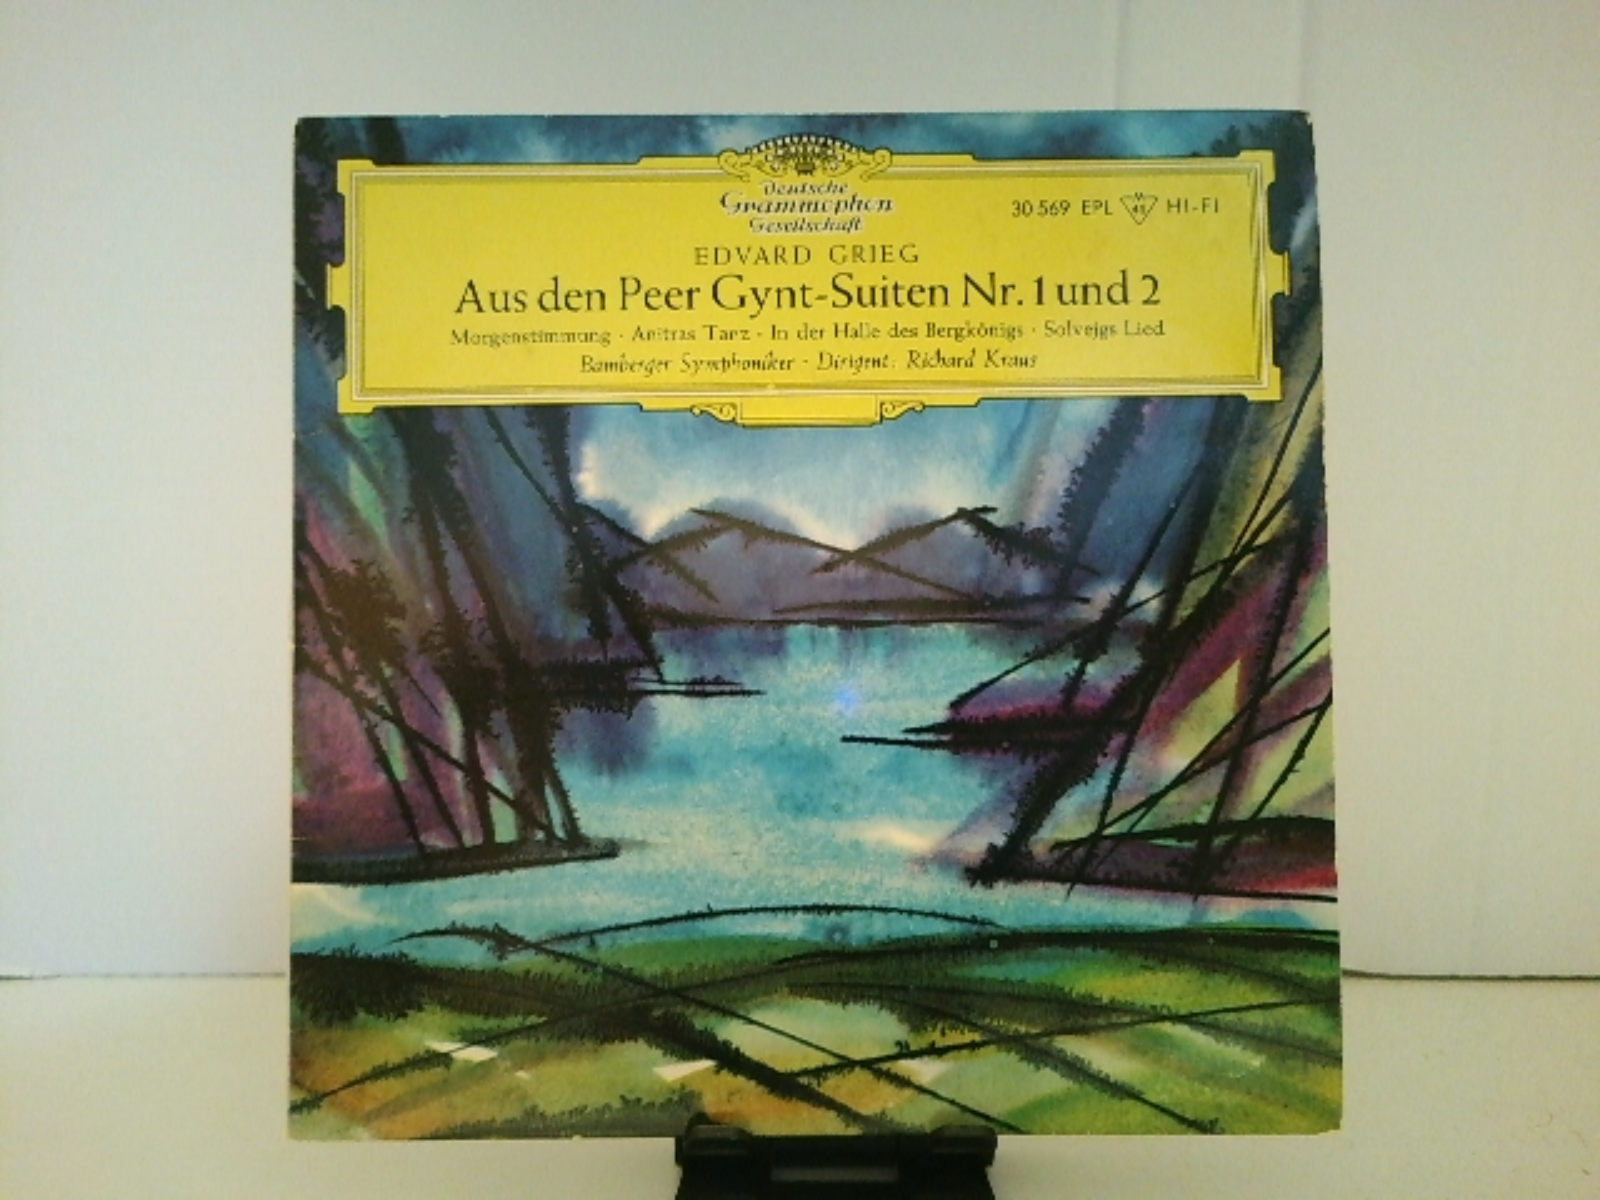 Deutsche
Grammophon
Gesellschaft
30 569 EPL 45 HI-FI
EDVARD GRIEG
Aus den Peer Gynt-Suiten Nr. 1 und 2
Morgenstimmung · Anitras Tanz · In der Halle des Bergkönigs · Solvejgs Lied
Bamberger Symphoniker · Dirigent: Richard Kraus